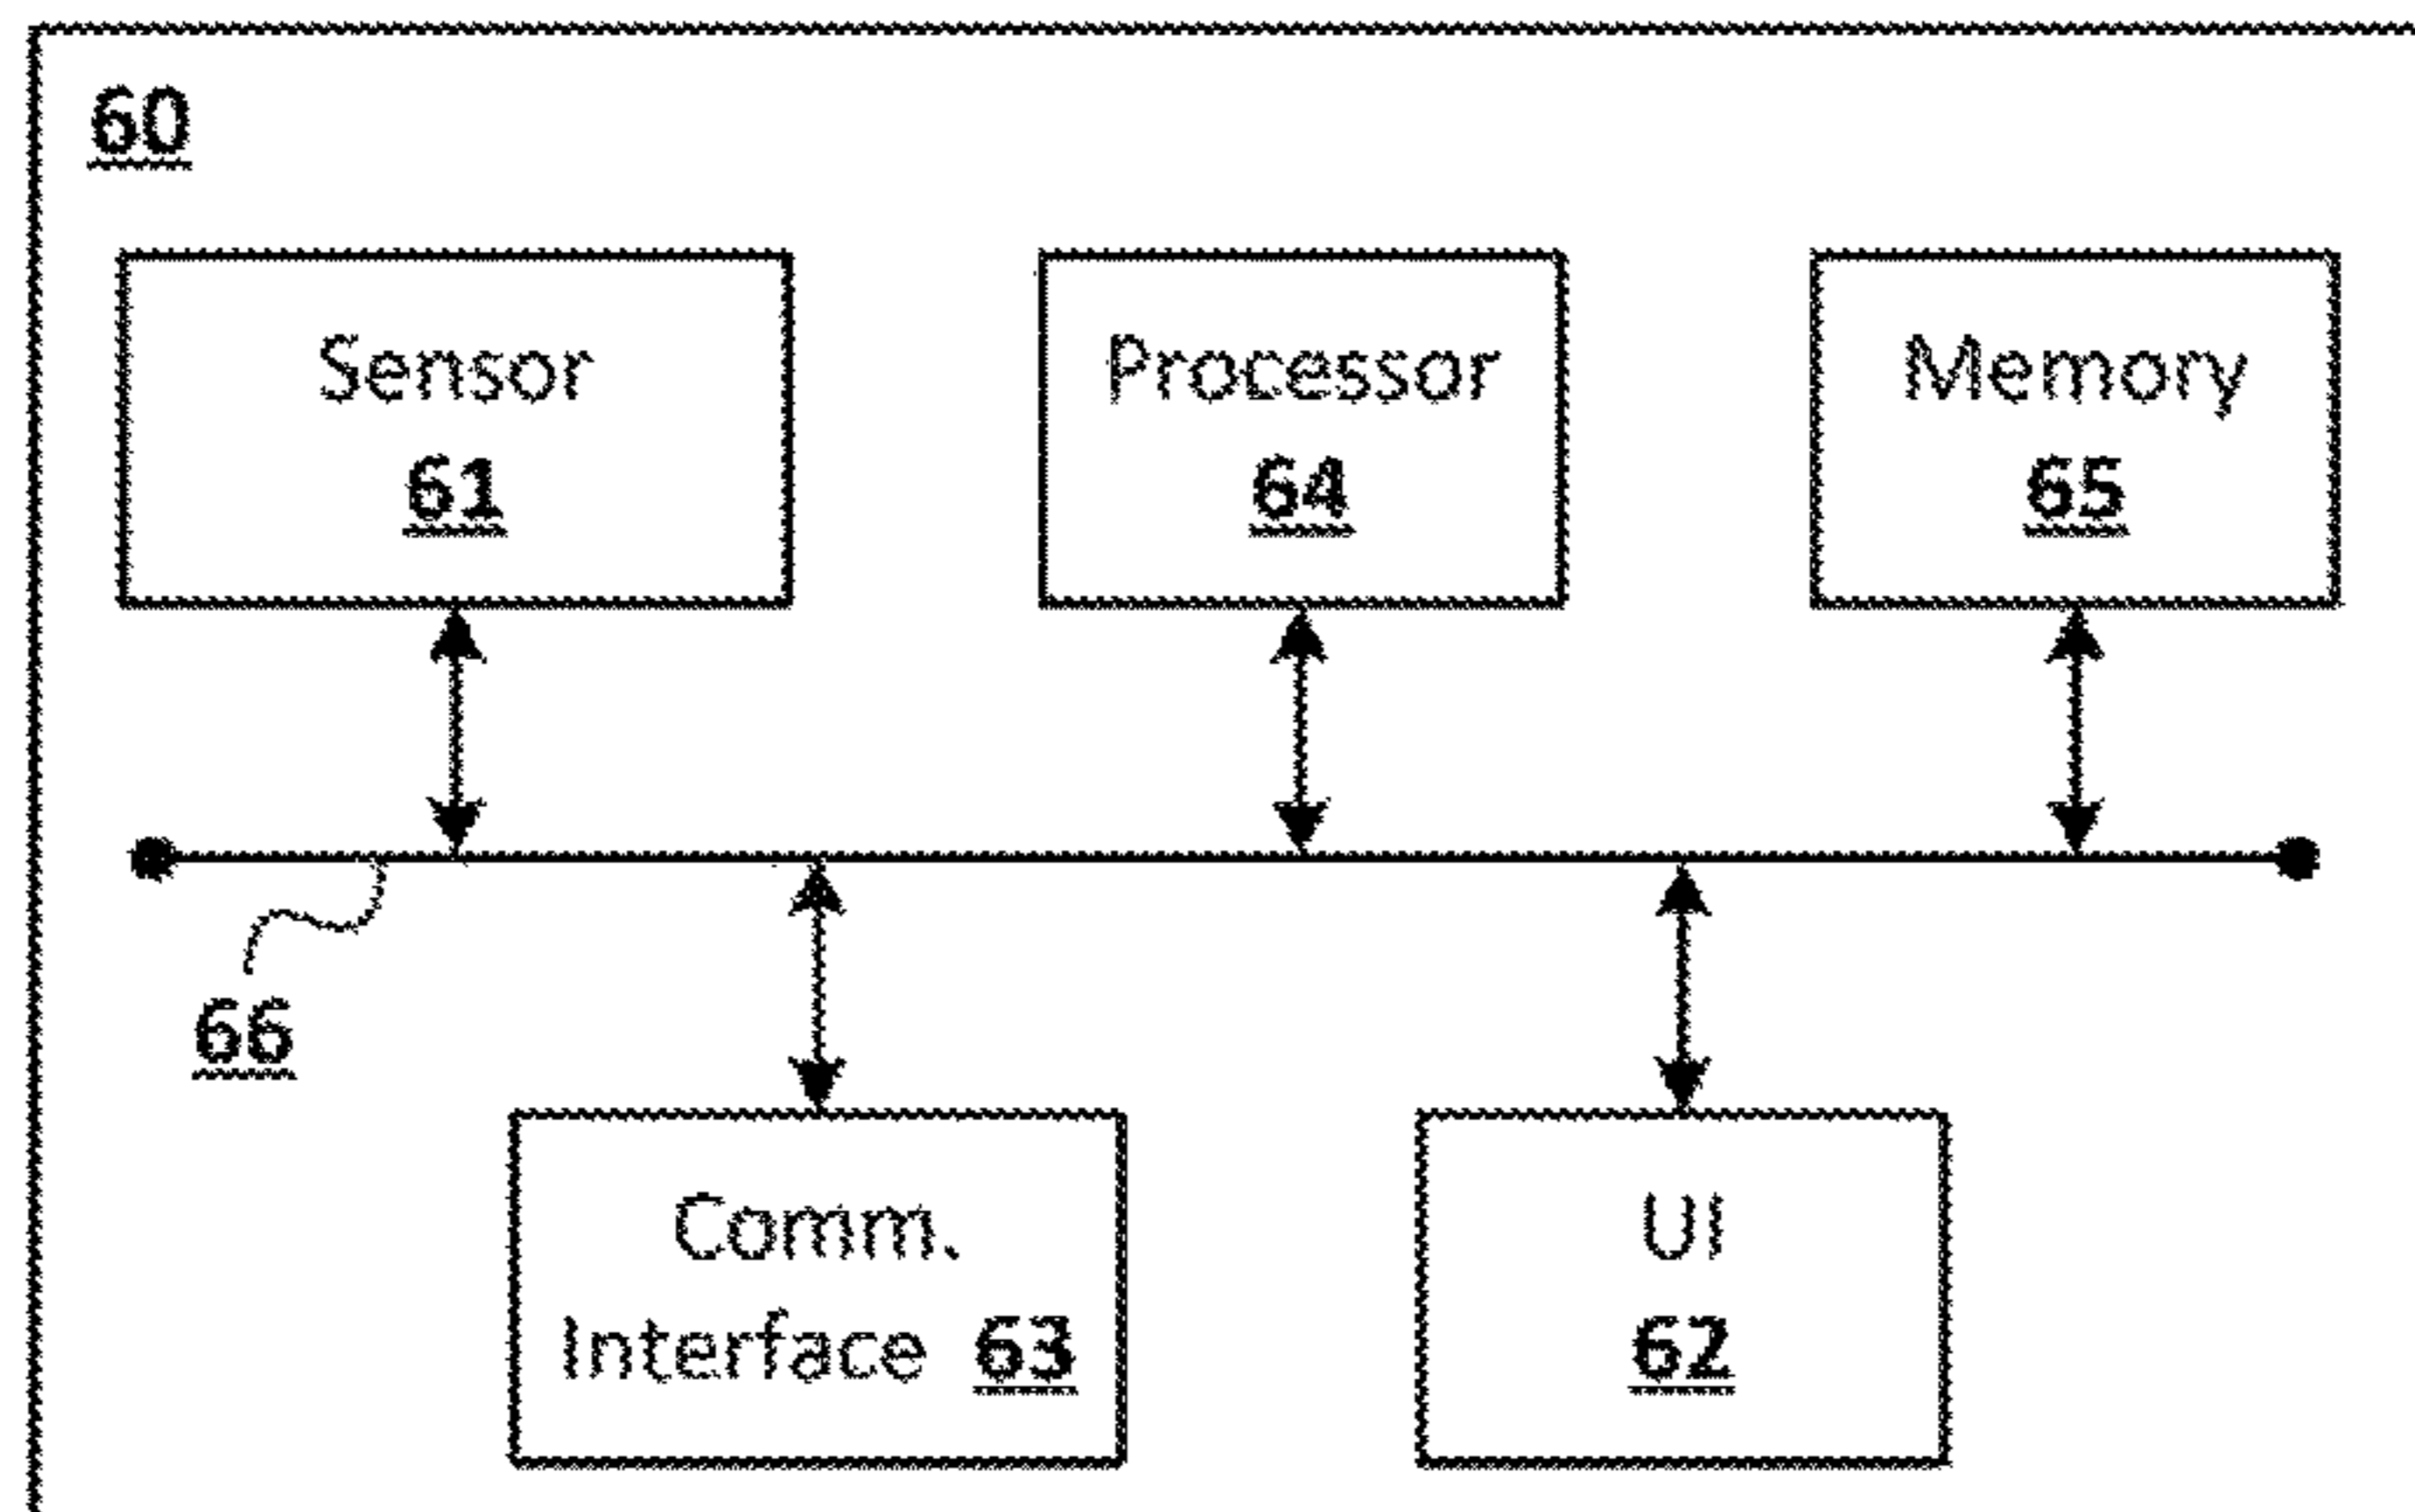 60
Sensor
61
Processor
64
Memory
65
66
Comm.
Interface 63
UI
62